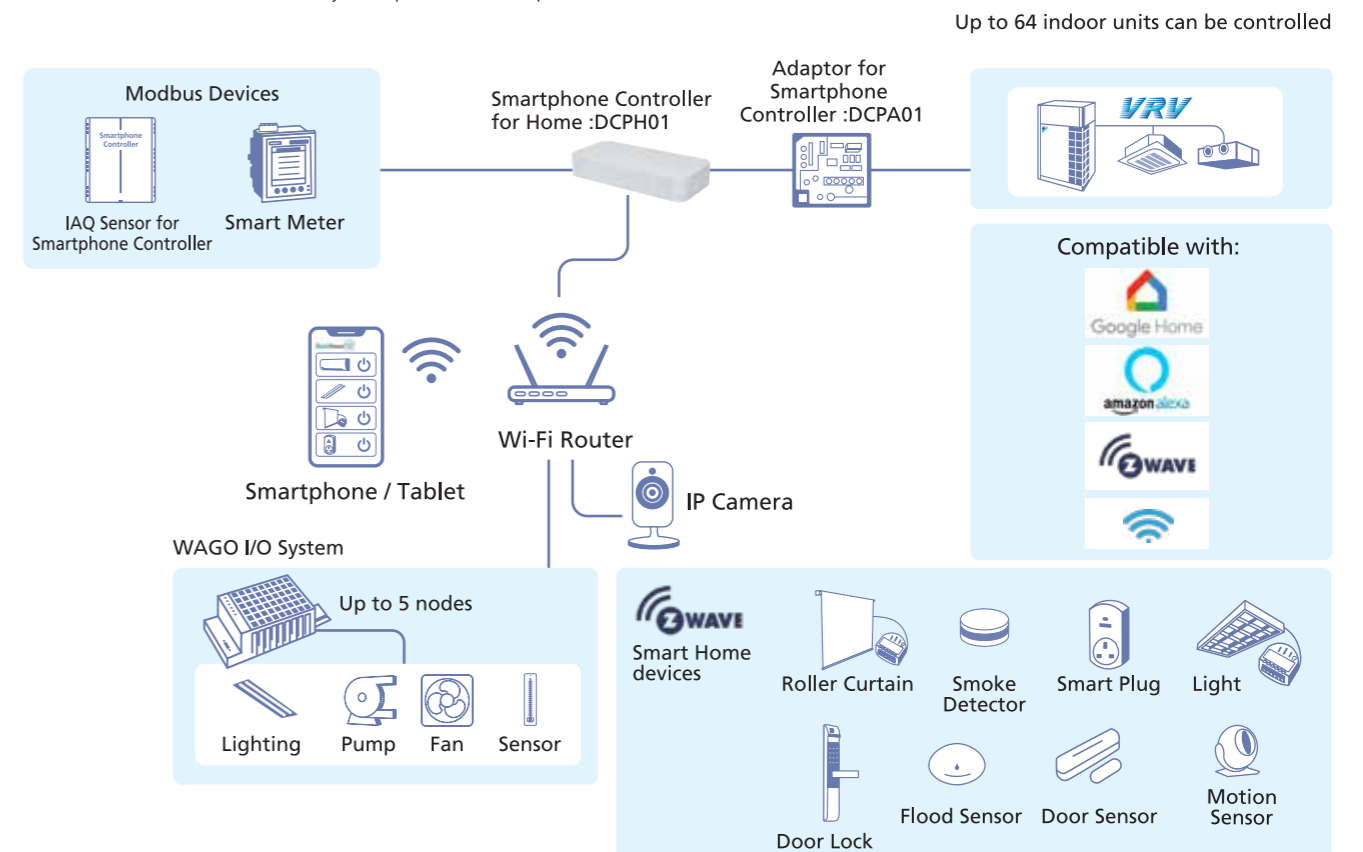 Up to 64 indoor units can be controlled
Modbus Devices
Smartphone
Controller
IAQ Sensor for
Smartphone Controller
Smart Meter
Smartphone Controller
for Home :DCPH01
Adaptor for
Smartphone
Controller :DCPA01
VRV
Compatible with:
Google Home
amazon alexa
Z WAVE
Smartphone / Tablet
Wi-Fi Router
IP Camera
WAGO I/O System
Up to 5 nodes
Lighting
Pump
Fan
Sensor
Z WAVE
Smart Home
devices
Roller Curtain
Smoke
Detector
Smart Plug
Light
Door Lock
Flood Sensor
Door Sensor
Motion
Sensor